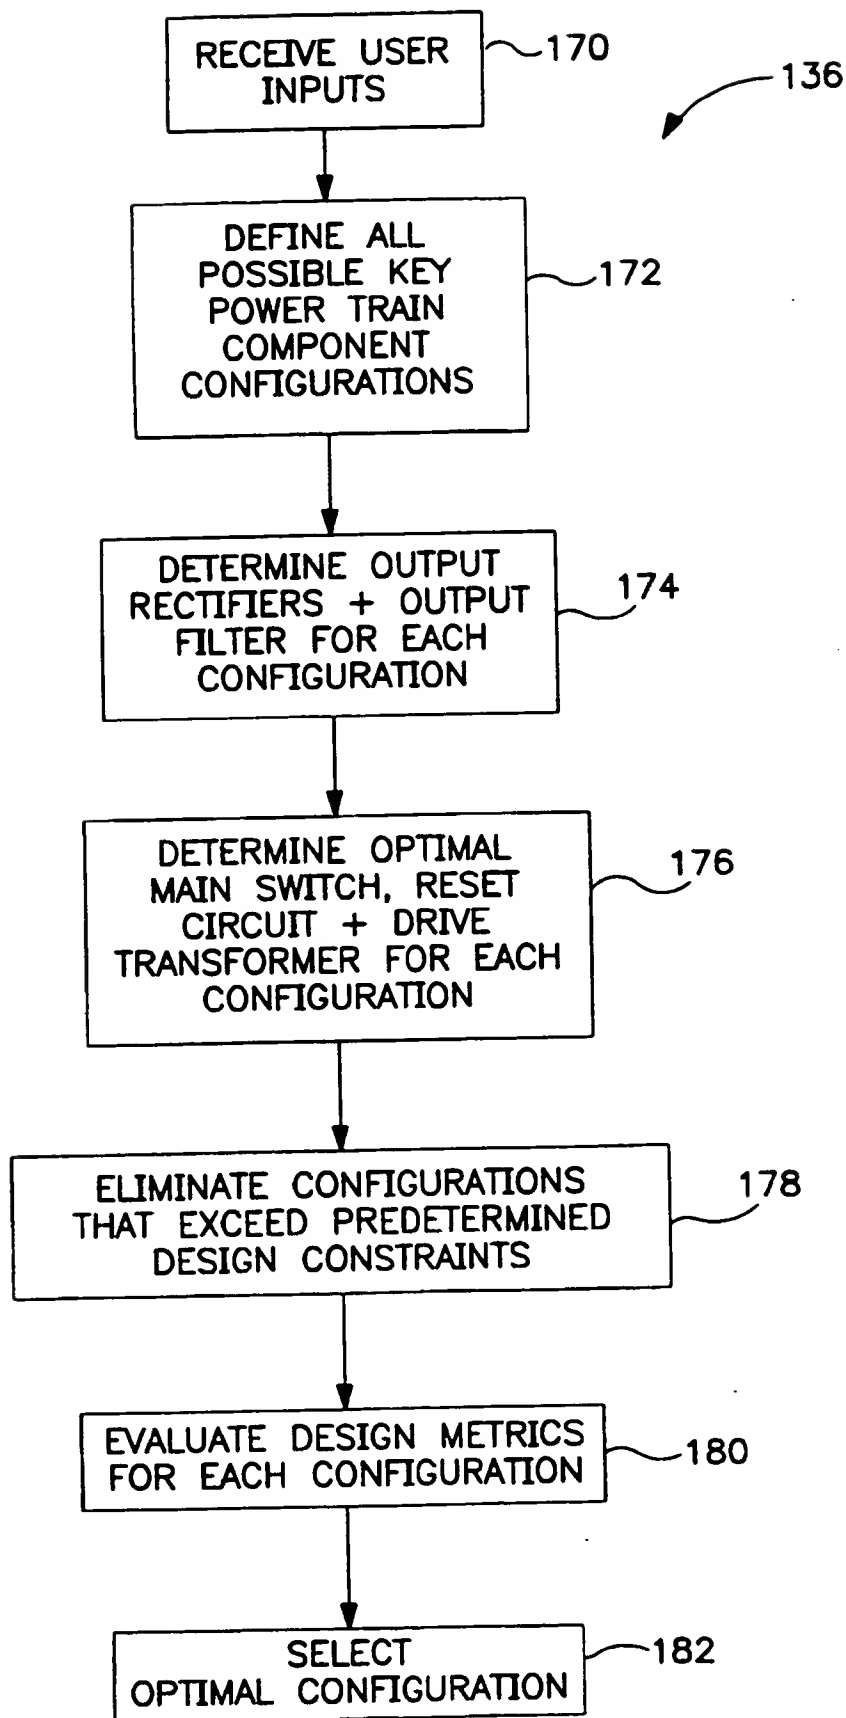 RECEIVE USER
INPUTS
170
136
DEFINE ALL
POSSIBLE KEY
POWER TRAIN
COMPONENT
CONFIGURATIONS
172
DETERMINE OUTPUT
RECTIFIERS + OUTPUT
FILTER FOR EACH
CONFIGURATION
174
DETERMINE OPTIMAL
MAIN SWITCH, RESET
CIRCUIT + DRIVE
TRANSFORMER FOR EACH
CONFIGURATION
176
ELIMINATE CONFIGURATIONS
THAT EXCEED PREDETERMINED
DESIGN CONSTRAINTS
178
EVALUATE DESIGN METRICS
FOR EACH CONFIGURATION
180
SELECT
OPTIMAL CONFIGURATION
182